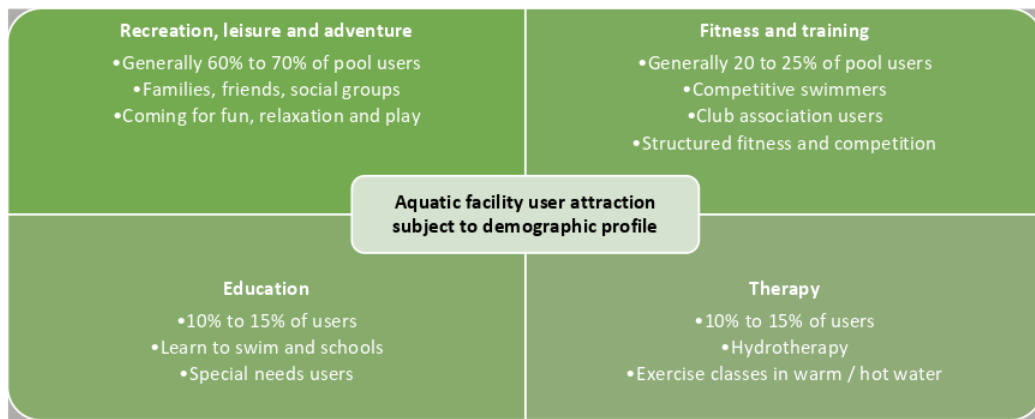 Recreation, leisure and adventure
•Generally 60% to 70% of pool users
•Families, friends, social groups
•Coming for fun, relaxation and play
Fitness and training
•Generally 20 to 25% of pool users
•Competitive swimmers
•Club association users
•Structured fitness and competition
Aquatic facility user attraction
subject to demographic profile
Education
•10% to 15% of users
•Learn to swim and schools
•Special needs users
Therapy
•10% to 15% of users
•Hydrotherapy
•Exercise classes in warm / hot water